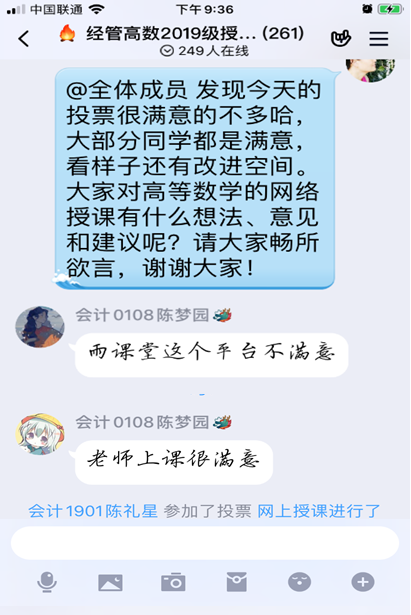 中国联通
下午9:36
经管高数2019级授... (261)
249人在线
@全体成员 发现今天的
投票很满意的不多哈，
大部分同学都是满意，
看样子还有改进空间。
大家对高等数学的网络
授课有什么想法、意见
和建议呢？请大家畅所
欲言，谢谢大家！
会计0108陈梦园
雨课堂这个平台不满意
会计0108陈梦园
老师上课很满意
会计1901陈礼星 参加了投票 网上授课进行了